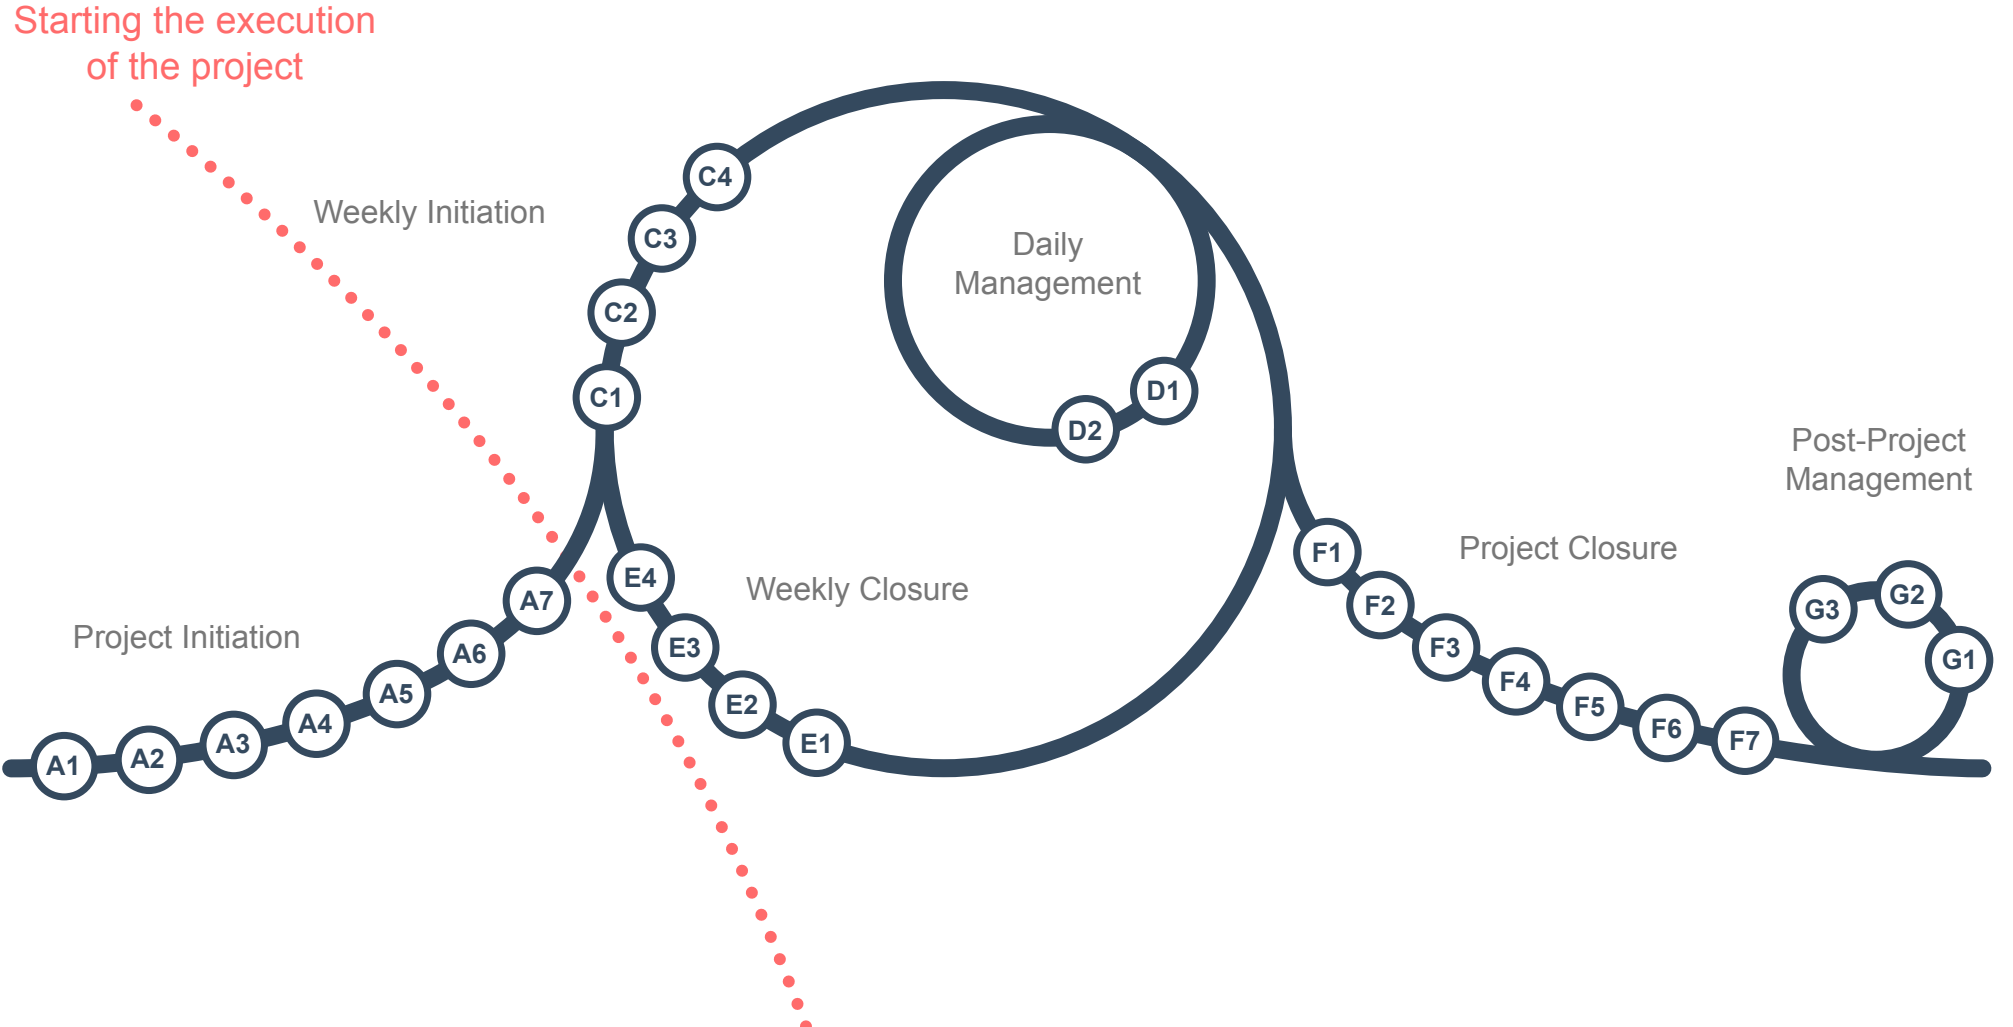 Starting the execution
of the project
Weekly Initiation
C4
C3
C2
C1
Daily
Management
D1
D2
Project Initiation
A1
A2
A3
A4
A5
A6
A7
Weekly Closure
E4
E3
E2
E1
Project Closure
F1
F2
F3
F4
F5
F6
F7
Post-Project
Management
G3
G2
G1